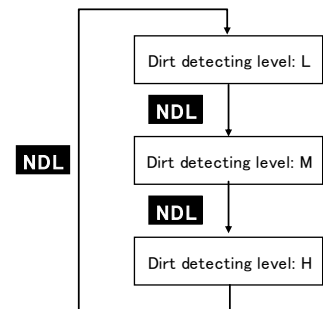 Dirt detecting level: L
NDL
Dirt detecting level: M
NDL
NDL
Dirt detecting level: H